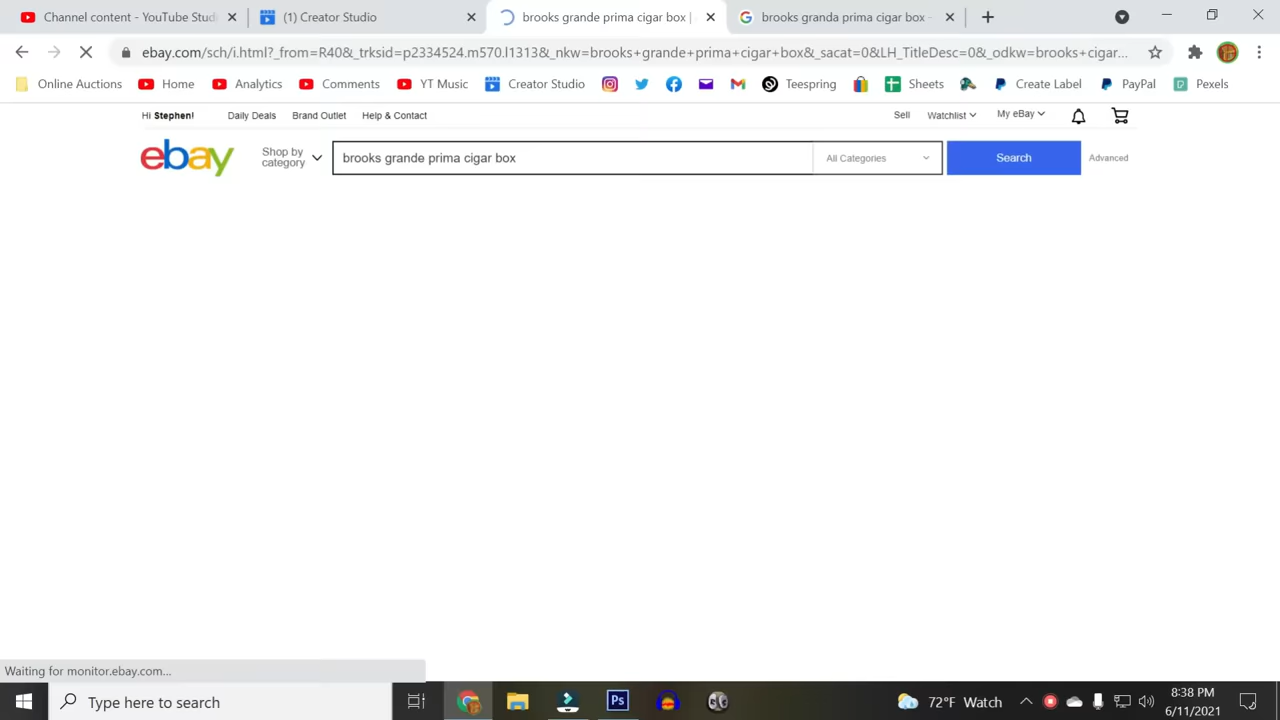 Channel content - YouTube Studi
(1) Creator Studio
brooks grande prima cigar box |
brooks granda prima cigar box -
ebay.com/sch/i.html?_from=R40&_trksid=p2334524.m570.l1313&_nkw=brooks+grande+prima+cigar+box&_sacat=0&LH_TitleDesc=0&_odkw=brooks+cigar...
Online Auctions Home Analytics Comments YT Music Creator Studio Teespring Sheets Create Label PayPal Pexels
Hi Stephen! Daily Deals Brand Outlet Help & Contact Sell Watchlist My eBay
ebay
Shop by
category
brooks grande prima cigar box
All Categories
Search
Advanced
Waiting for monitor.ebay.com...
Type here to search
Ps
72°F Watch
8:38 PM
6/11/2021